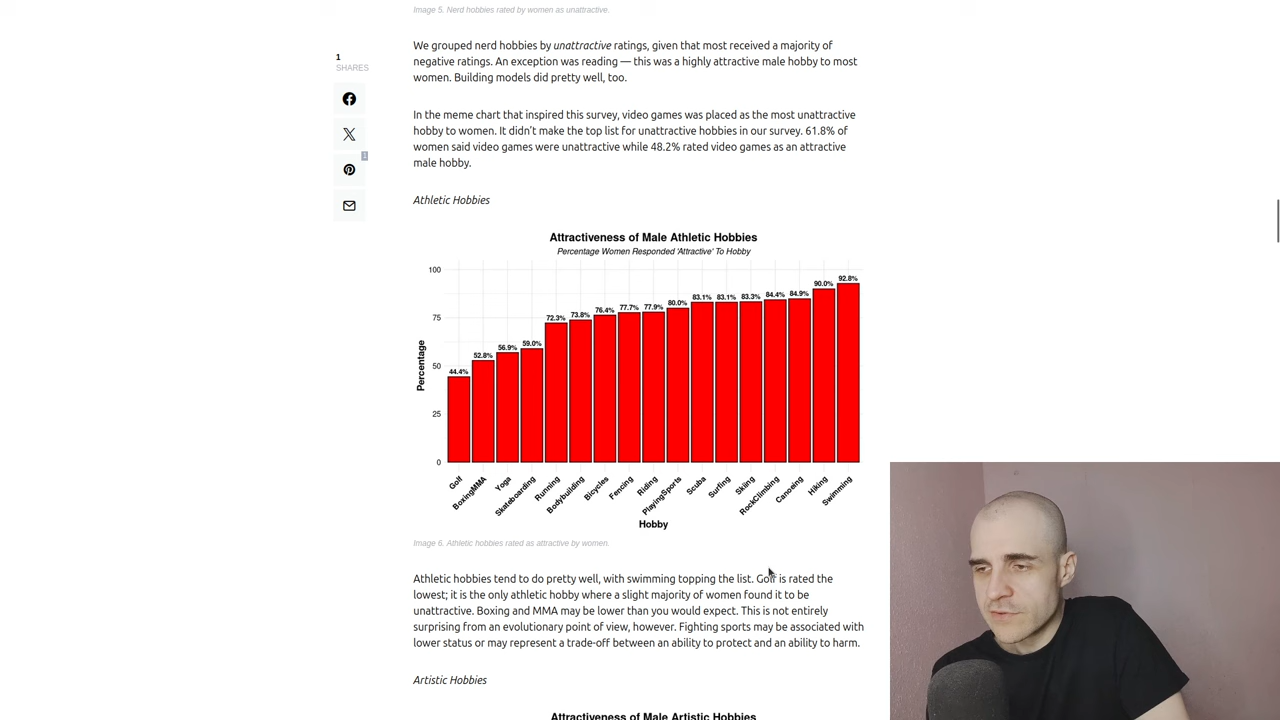 Image 5. Nerd hobbies rated by women as unattractive.
1
SHARES
1
We grouped nerd hobbies by unattractive ratings, given that most received a majority of
negative ratings. An exception was reading — this was a highly attractive male hobby to most
women. Building models did pretty well, too.
In the meme chart that inspired this survey, video games was placed as the most unattractive
hobby to women. It didn't make the top list for unattractive hobbies in our survey. 61.8% of
women said video games were unattractive while 48.2% rated video games as an attractive
male hobby.
Athletic Hobbies
Attractiveness of Male Athletic Hobbies
Percentage Women Responded 'Attractive' To Hobby
Percentage
100
75
50
25
0
44.4%
52.8%
56.9%
59.0%
72.3%
73.8%
76.4%
77.7%
77.9%
80.0%
83.1%
83.1%
83.3%
84.4%
84.9%
90.0%
92.8%
Golf
BoxingMMA
Yoga
Skateboarding
Running
Bodybuilding
Bicycles
Fencing
Riding
PlayingSports
Scuba
Surfing
Skiing
RockClimbing
Canoeing
Hiking
Swimming
Hobby
Image 6. Athletic hobbies rated as attractive by women.
Athletic hobbies tend to do pretty well, with swimming topping the list. Golf is rated the
lowest; it is the only athletic hobby where a slight majority of women found it to be
unattractive. Boxing and MMA may be lower than you would expect. This is not entirely
surprising from an evolutionary point of view, however. Fighting sports may be associated with
lower status or may represent a trade-off between an ability to protect and an ability to harm.
Artistic Hobbies
Attractiveness of Male Artistic Hobbies